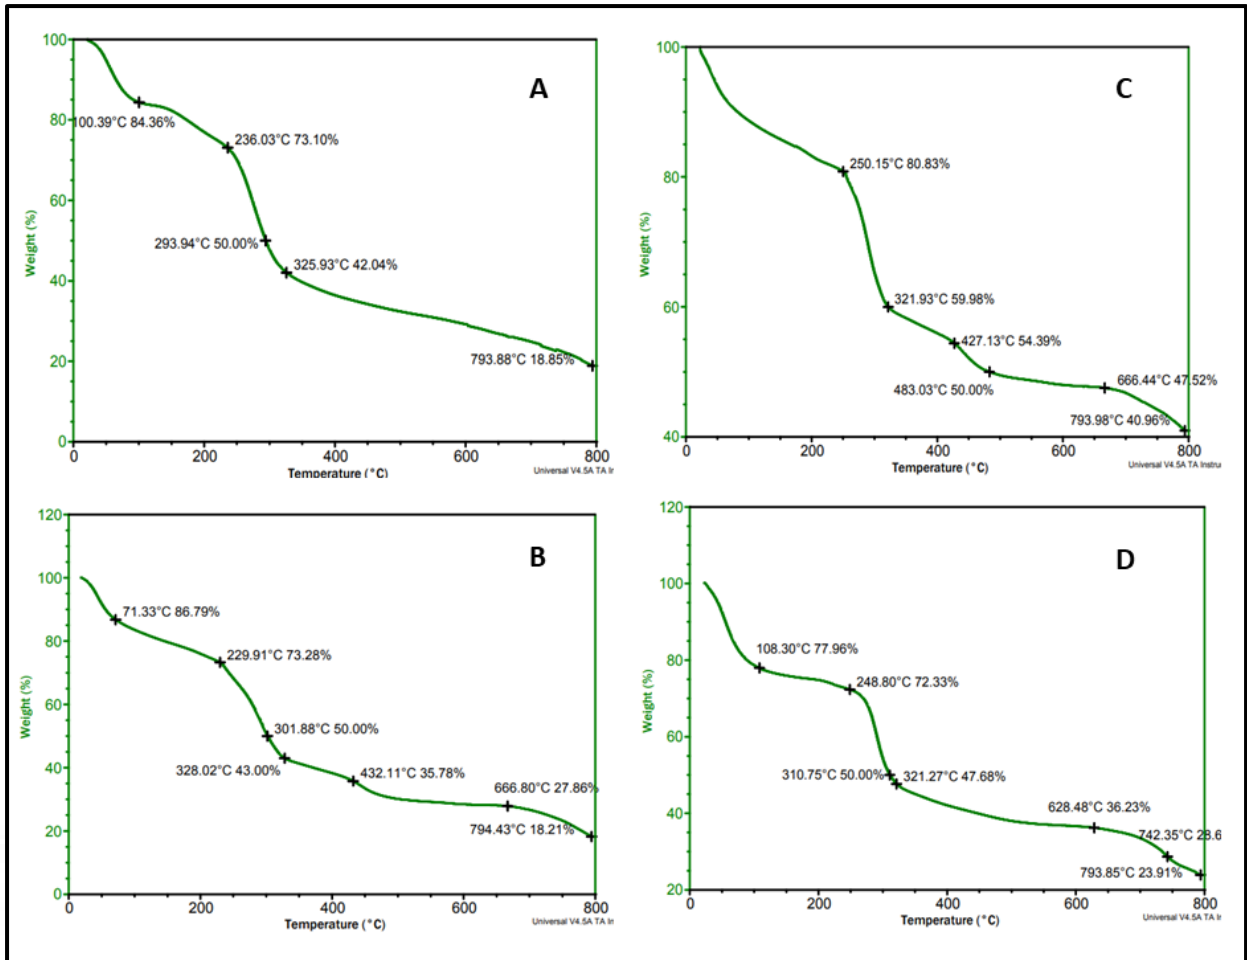 A
100
80
60
40
20
0
Weight (%)
100.39°C 84.36%
236.03°C 73.10%
293.94°C 50.00%
325.93°C 42.04%
793.88°C 18.85%
0 200 400 600 800
Temperature (°C)
Universal V4.5A TA Ir
C
100
80
60
40
Weight (%)
250.15°C 80.83%
321.93°C 59.98%
427.13°C 54.39%
483.03°C 50.00%
666.44°C 47.52%
793.98°C 40.96%
0 200 400 600 800
Temperature (°C)
Universal V4.5A TA Instru
B
120
100
80
60
40
20
0
Weight (%)
71.33°C 86.79%
229.91°C 73.28%
301.88°C 50.00%
328.02°C 43.00%
432.11°C 35.78%
666.80°C 27.86%
794.43°C 18.21%
0 200 400 600 800
Temperature (°C)
Universal V4.5A TA Ir
D
120
100
80
60
40
20
Weight (%)
108.30°C 77.96%
248.80°C 72.33%
310.75°C 50.00%
321.27°C 47.68%
628.48°C 36.23%
742.35°C 28.6
793.85°C 23.91%
0 200 400 600 800
Temperature (°C)
Universal V4.5A TA Ir